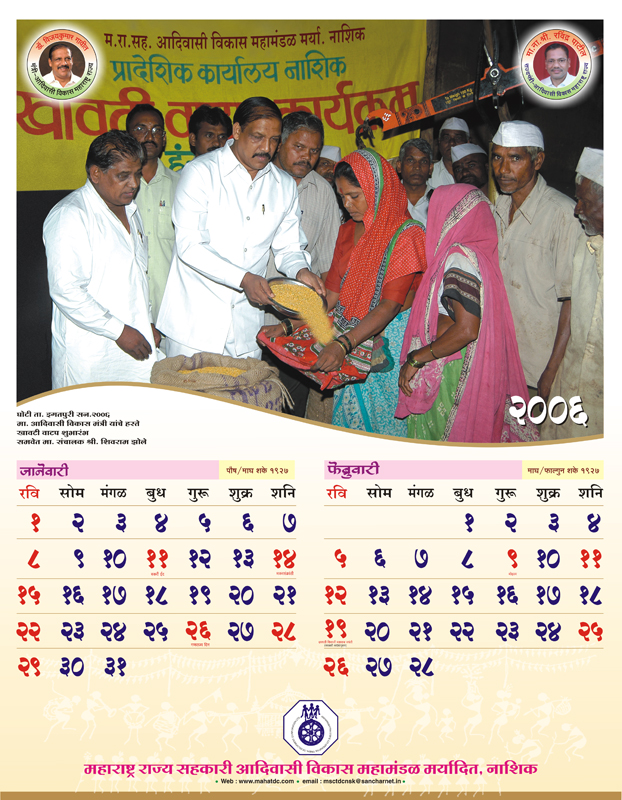 म.रा.सह. आदिवासी विकास महामंडळ मर्या. नाशिक
प्रादेशिक कार्यालय नाशिक
खावटी
कार्यक्रम
डॉ. विजयकुमार गावीत
मंत्री-आदिवासी विकास महाराष्ट्र राज्य
मा.ना.श्री. रविंद्र पाटील
राज्यमंत्री-आदिवासी विकास महाराष्ट्र राज्य
२००६
घोटी ता. इगतपुरी सन.२००६
मा. आदिवासी विकास मंत्री यांचे हस्ते
खावटी वाटप शुभारंभ
समवेत मा. संचालक श्री. शिवराम झोले
जानेवारी पौष/माघ शके १९२७
रवि सोम मंगळ बुध गुरू शुक्र शनि
१ २ ३ ४ ५ ६ ७
८ ९ १० ११ १२ १३ १४
१५ १६ १७ १८ १९ २० २१
२२ २३ २४ २५ २६ २७ २८
२९ ३० ३१
फेब्रुवारी माघ/फाल्गुन शके १९२७
रवि सोम मंगळ बुध गुरू शुक्र शनि
१ २ ३ ४
५ ६ ७ ८ ९ १० ११
१२ १३ १४ १५ १६ १७ १८
१९ २० २१ २२ २३ २४ २५
२६ २७ २८
महाराष्ट्र राज्य सहकारी आदिवासी विकास महामंडळ मर्यादित, नाशिक
• Web : www.mahatdc.com • email : msctdcnsk@sancharnet.in •